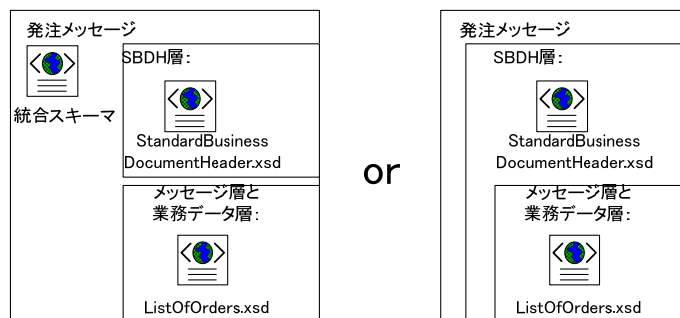 発注メッセージ
統合スキーマ
SBDH層：
StandardBusiness
DocumentHeader.xsd
メッセージ層と
業務データ層：
ListOfOrders.xsd
or
発注メッセージ
SBDH層：
StandardBusiness
DocumentHeader.xsd
メッセージ層と
業務データ層：
ListOfOrders.xsd